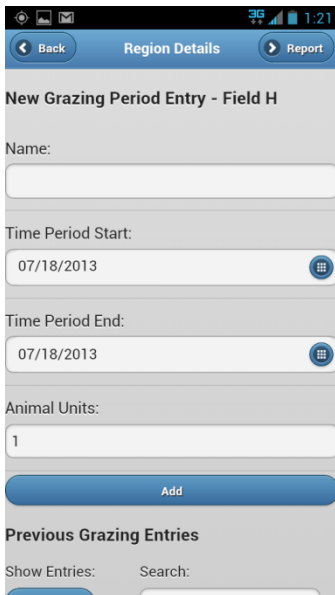 3G 1:21
Back Region Details Report
New Grazing Period Entry - Field H
Name:
Time Period Start:
07/18/2013
Time Period End:
07/18/2013
Animal Units:
1
Add
Previous Grazing Entries
Show Entries: Search: